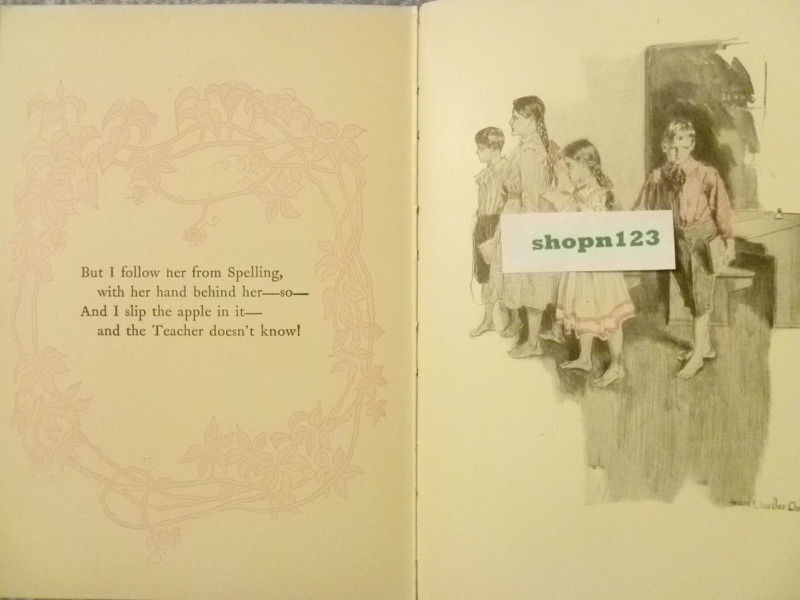 But I follow her from Spelling,
with her hand behind her—so—
And I slip the apple in it—
and the Teacher doesn't know!
shopn123